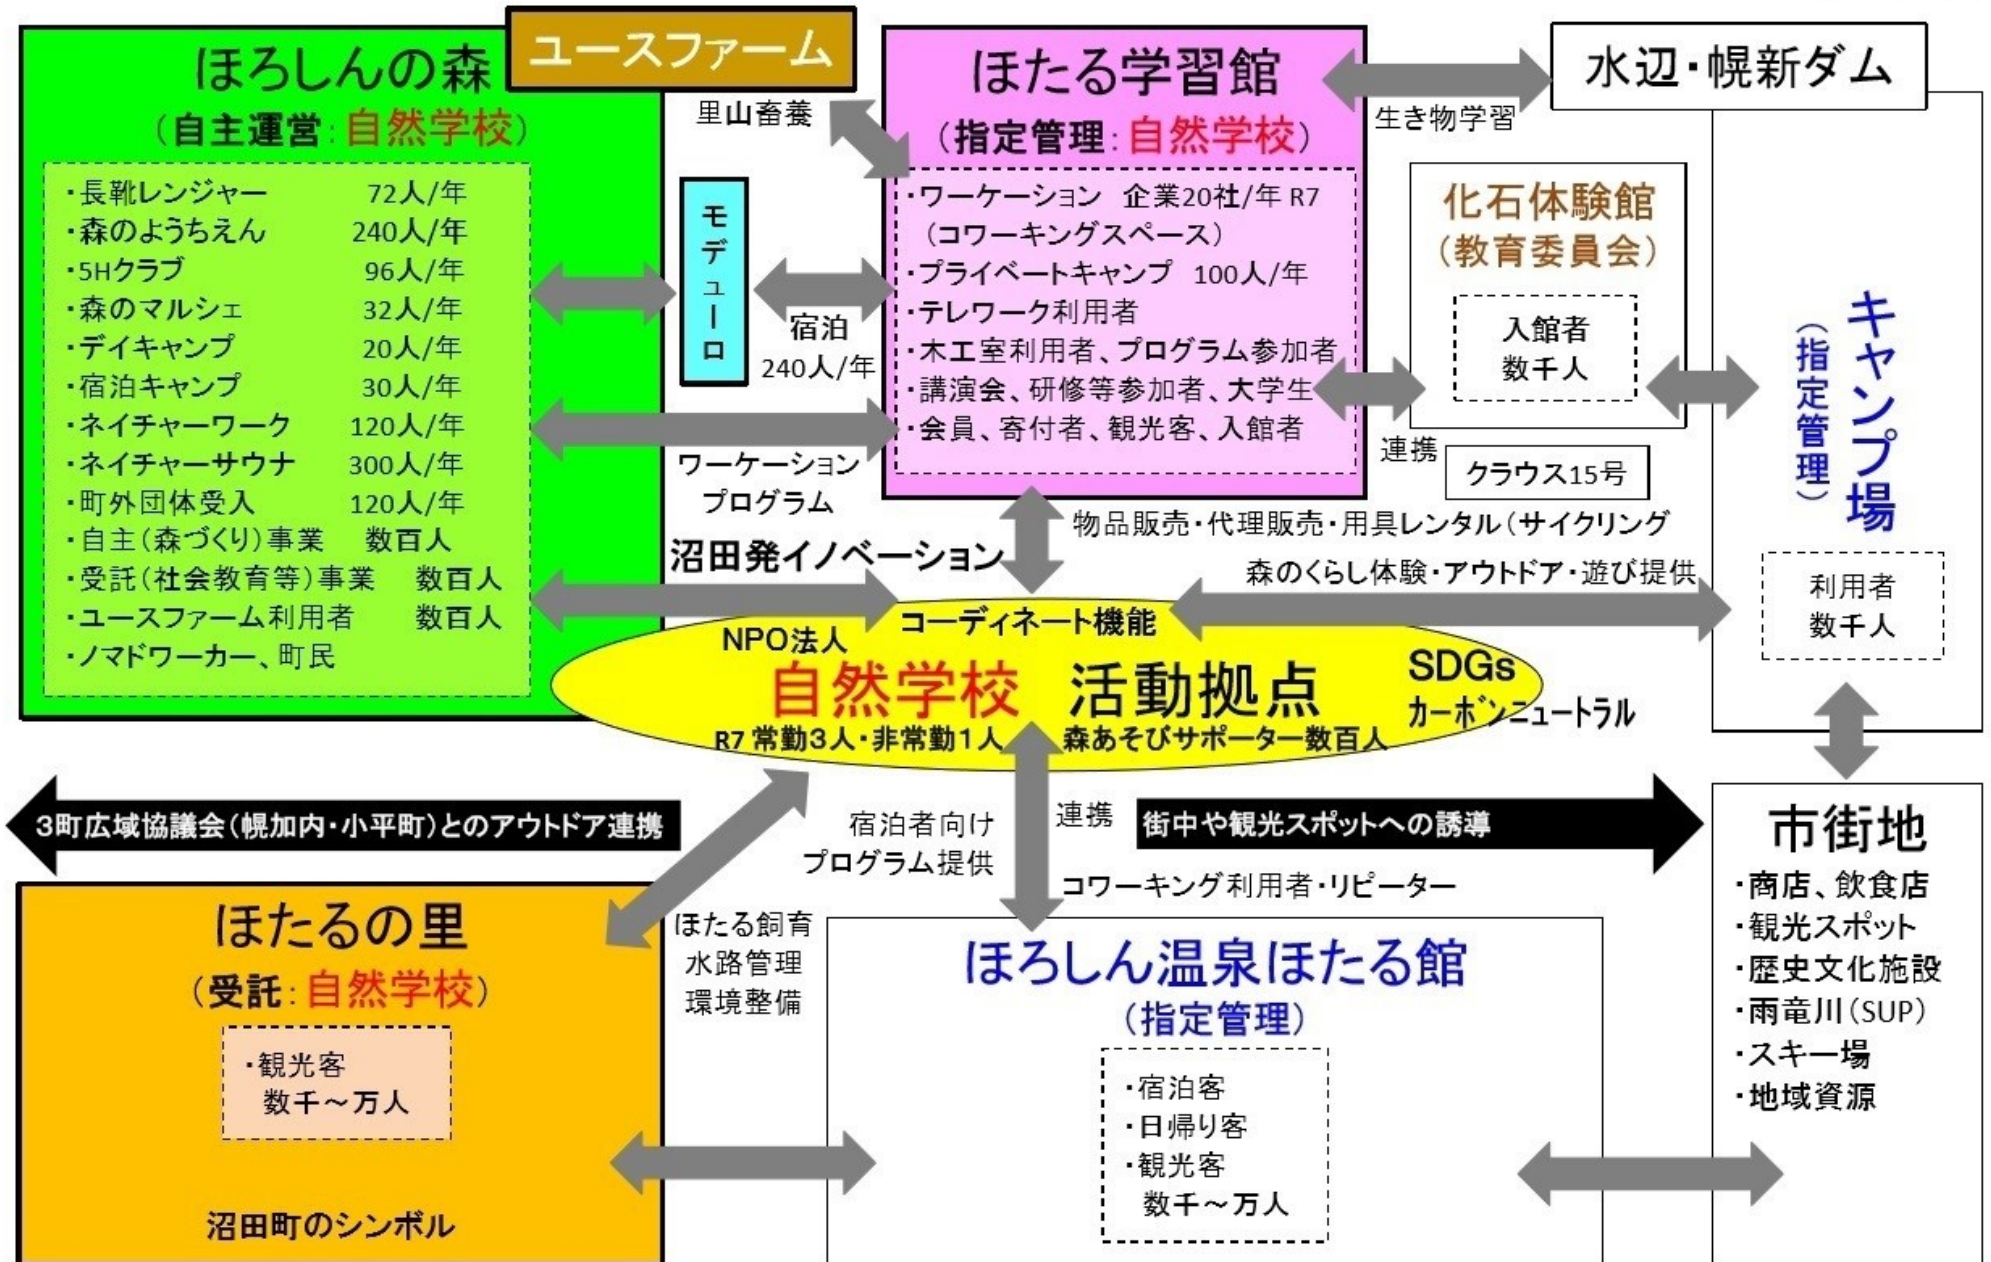 ほろしんの森
(自主運営:自然学校)
・長靴レンジャー 72人/年
・森のようちえん 240人/年
・5Hクラブ 96人/年
・森のマルシェ 32人/年
・デイキャンプ 20人/年
・宿泊キャンプ 30人/年
・ネイチャーワーク 120人/年
・ネイチャーサウナ 300人/年
・町外団体受入 120人/年
・自主(森づくり)事業 数百人
・受託(社会教育等)事業 数百人
・ユースファーム利用者 数百人
・ノマドワーカー、町民
ユースファーム
里山畜養
モデューロ
宿泊
240人/年
ワーケーション
プログラム
沼田発イノベーション
ほたる学習館
(指定管理:自然学校)
・ワーケーション 企業20社/年 R7
(コワーキングスペース)
・プライベートキャンプ 100人/年
・テレワーク利用者
・木工室利用者、プログラム参加者
・講演会、研修等参加者、大学生
・会員、寄付者、観光客、入館者
生き物学習
水辺・幌新ダム
化石体験館
(教育委員会)
入館者
数千人
連携
クラウス15号
キャンプ場
(指定管理)
利用者
数千人
物品販売・代理販売・用具レンタル(サイクリング
森のくらし体験・アウトドア・遊び提供
コーディネート機能
NPO法人
自然学校 活動拠点
SDGs
カーボンニュートラル
R7 常勤3人・非常勤1人 森あそびサポーター数百人
3町広域協議会(幌加内・小平町)とのアウトドア連携
宿泊者向け
プログラム提供
連携
街中や観光スポットへの誘導
コワーキング利用者・リピーター
ほたるの里
(受託:自然学校)
・観光客
数千~万人
沼田町のシンボル
ほたる飼育
水路管理
環境整備
ほろしん温泉ほたる館
(指定管理)
・宿泊客
・日帰り客
・観光客
数千~万人
市街地
・商店、飲食店
・観光スポット
・歴史文化施設
・雨竜川(SUP)
・スキー場
・地域資源